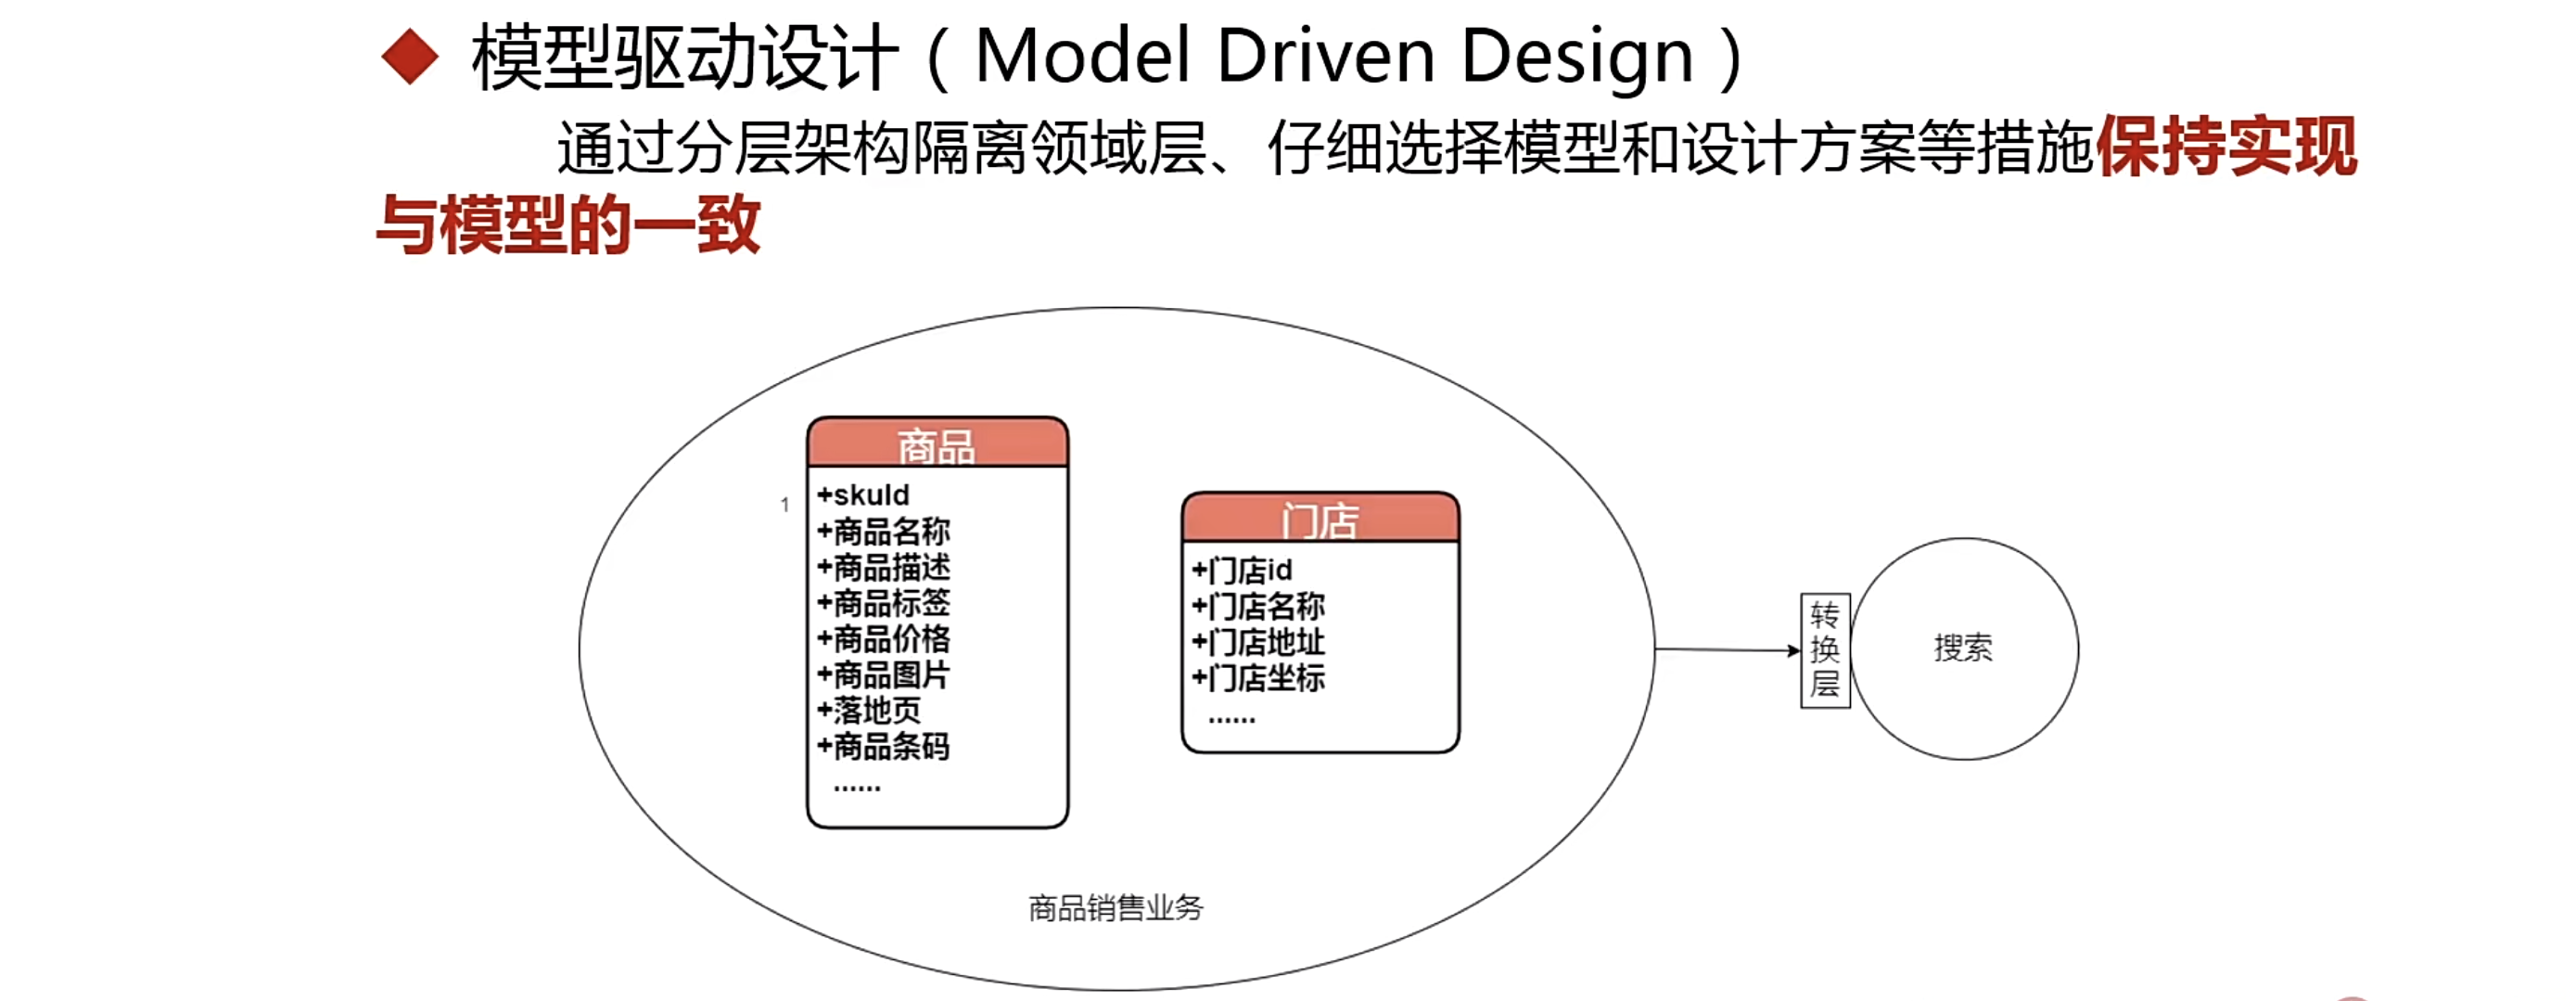 模型驱动设计（Model Driven Design）
通过分层架构隔离领域层、仔细选择模型和设计方案等措施保持实现
与模型的一致
商品
1
+skuId
+商品名称
+商品描述
+商品标签
+商品价格
+商品图片
+落地页
+商品条码
......
门店
+门店id
+门店名称
+门店地址
+门店坐标
......
商品销售业务
转
换
层
搜索